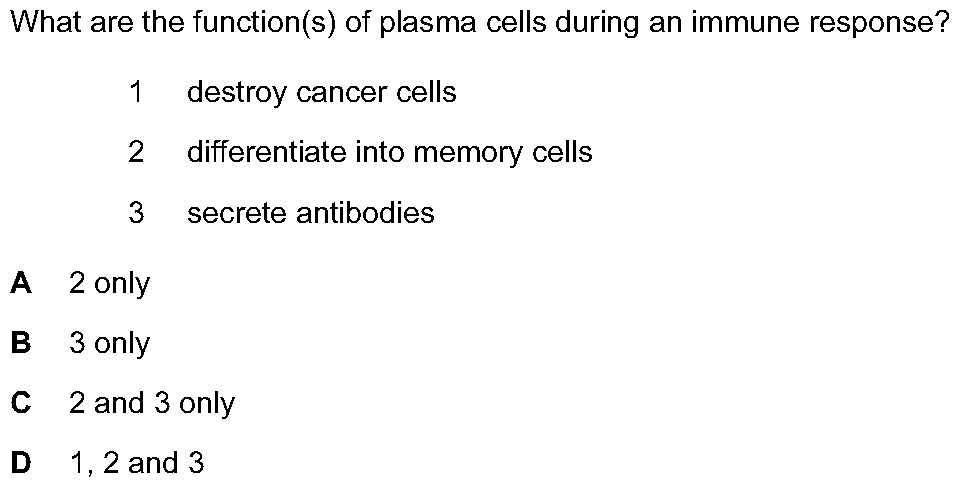 What are the function(s) of plasma cells during an immune response?
1 destroy cancer cells
2 differentiate into memory cells
3 secrete antibodies
A 2 only
B 3 only
C 2 and 3 only
D 1, 2 and 3